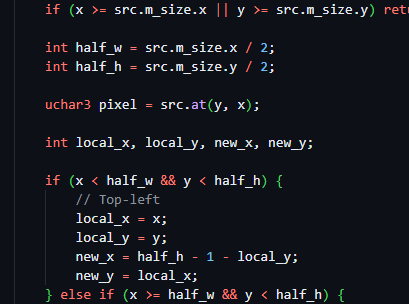 if (x >= src.m_size.x || y >= src.m_size.y) retu
int half_w = src.m_size.x / 2;
int half_h = src.m_size.y / 2;
uchar3 pixel = src.at(y, x);
int local_x, local_y, new_x, new_y;
if (x < half_w && y < half_h) {
// Top-left
local_x = x;
local_y = y;
new_x = half_h - 1 - local_y;
new_y = local_x;
} else if (x >= half_w && y < half_h) {